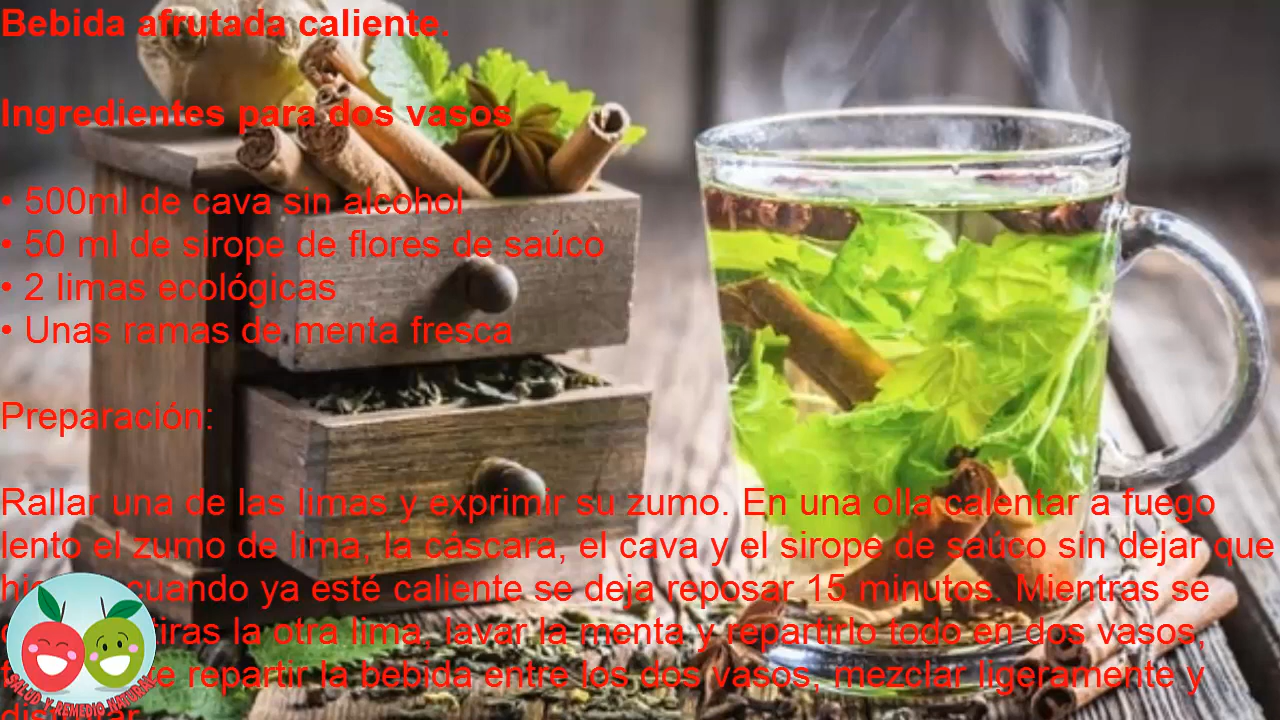 Bebida afrutada caliente.
Ingredientes para dos vasos
• 500ml de cava sin alcohol
• 50 ml de sirope de flores de saúco
• 2 limas ecológicas
• Unas ramas de menta fresca
Preparación:
Rallar una de las limas y exprimir su zumo. En una olla calentar a fuego
lento el zumo de lima, la cáscara, el cava y el sirope de saúco sin dejar que
cuando ya esté caliente se deja reposar 15 minutos. Mientras se
tiras la otra lima, lavar la menta y repartirlo todo en dos vasos,
repartir la bebida entre los dos vasos, mezclar ligeramente y
SALUD Y REMEDIO NATURAL